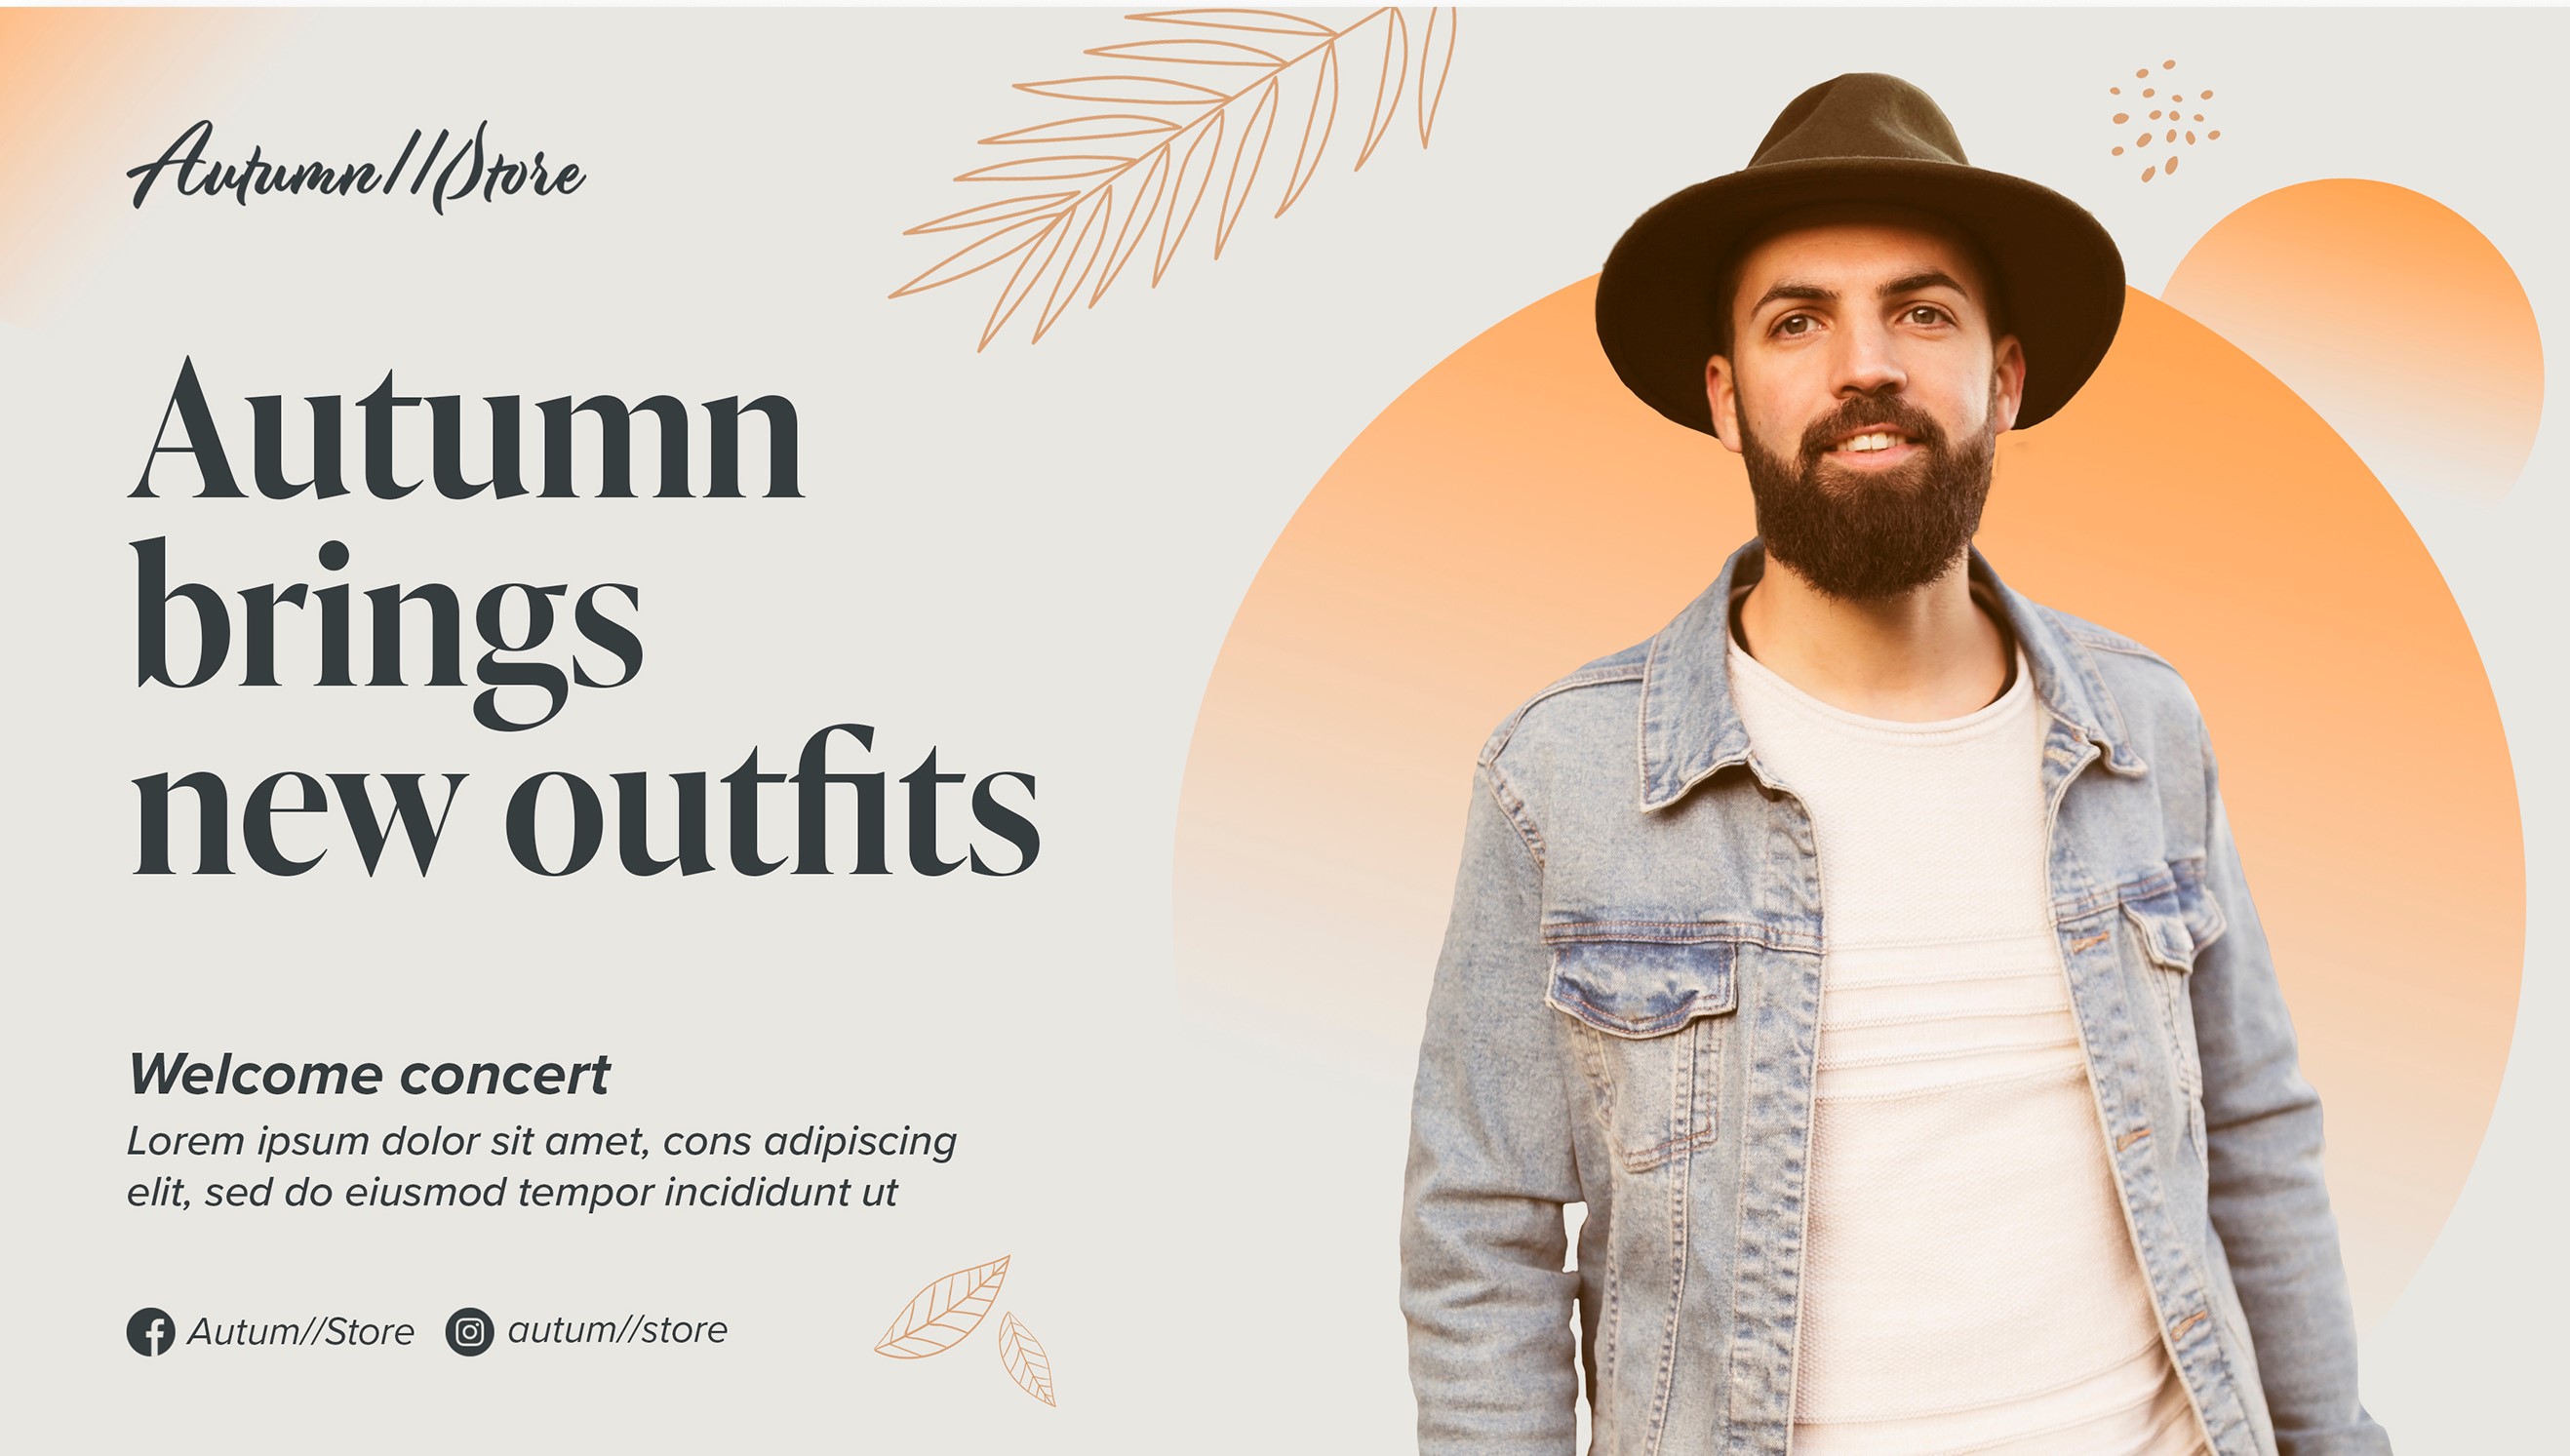 Autumn//Store
Autumn
brings
new outfits
Welcome concert
Lorem ipsum dolor sit amet, cons adipiscing
elit, sed do eiusmod tempor incididunt ut
Autum//Store autum//store